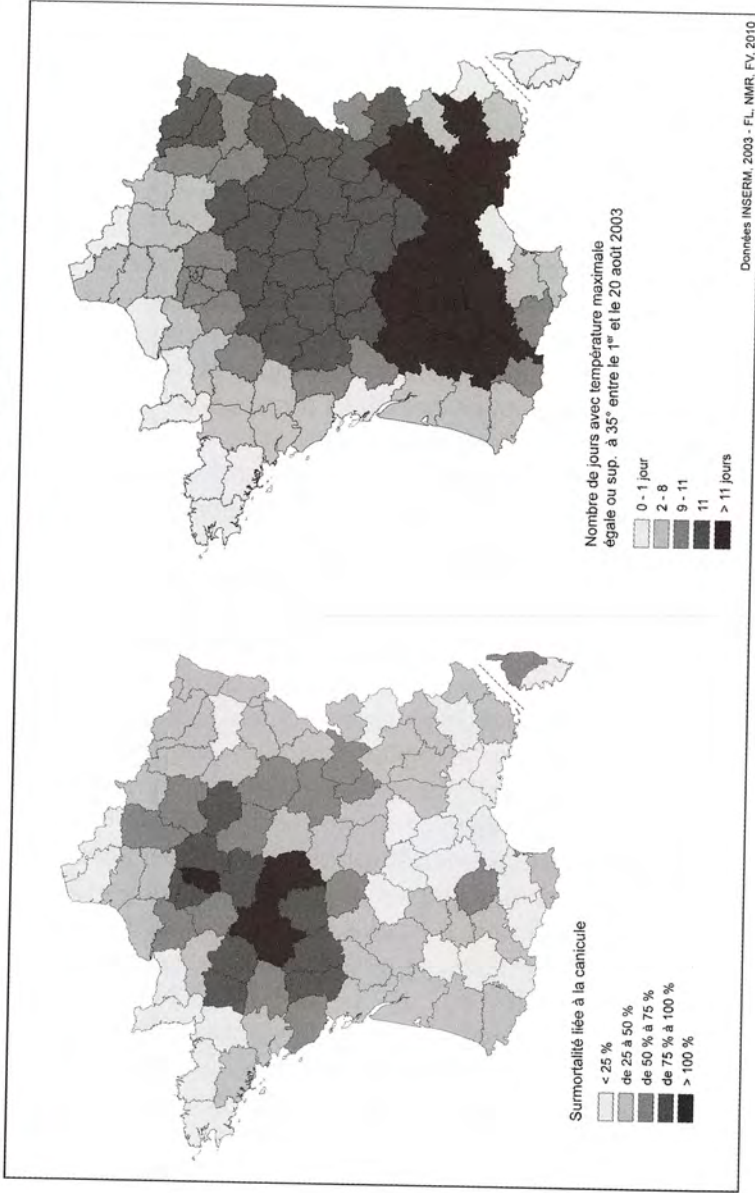 Surmortalité liée à la canicule
< 25 %
de 25 à 50 %
de 50 % à 75 %
de 75 % à 100 %
> 100 %
Nombre de jours avec température maximale
égale ou sup. à 35° entre le 1er et le 20 août 2003
0 - 1 jour
2 - 8
9 - 11
11
> 11 jours
Données INSERM, 2003 - FL, NMR, FV, 2010